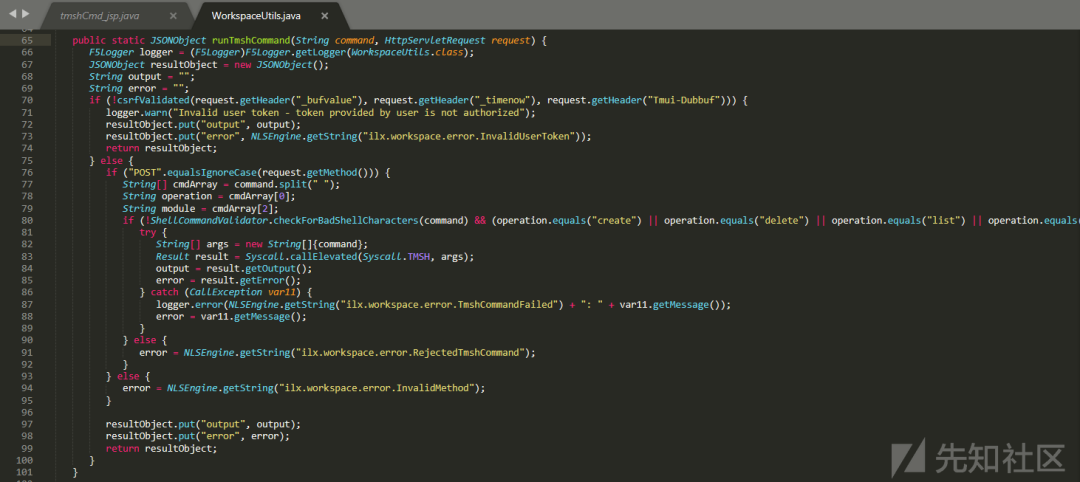 tmshCmd_jsp.java × WorkspaceUtils.java ×
65 public static JSONObject runTmshCommand(String command, HttpServletRequest request) {
66 F5Logger logger = (F5Logger)F5Logger.getLogger(WorkspaceUtils.class);
67 JSONObject resultObject = new JSONObject();
68 String output = "";
69 String error = "";
70 if (!csrfValidated(request.getHeader("_bufvalue"), request.getHeader("_timenow"), request.getHeader("Tmui-Dubbuf"))) {
71 logger.warn("Invalid user token - token provided by user is not authorized");
72 resultObject.put("output", output);
73 resultObject.put("error", NLSEngine.getString("ilx.workspace.error.InvalidUserToken"));
74 return resultObject;
75 } else {
76 if ("POST".equalsIgnoreCase(request.getMethod())) {
77 String[] cmdArray = command.split(" ");
78 String operation = cmdArray[0];
79 String module = cmdArray[2];
80 if (!ShellCommandValidator.checkForBadShellCharacters(command) && (operation.equals("create") || operation.equals("delete") || operation.equals("list") || operation.equals
81 try {
82 String[] args = new String[]{command};
83 Result result = Syscall.callElevated(Syscall.TMSH, args);
84 output = result.getOutput();
85 error = result.getError();
86 } catch (CallException var11) {
87 logger.error(NLSEngine.getString("ilx.workspace.error.TmshCommandFailed") + ": " + var11.getMessage());
88 error = var11.getMessage();
89 }
90 } else {
91 error = NLSEngine.getString("ilx.workspace.error.RejectedTmshCommand");
92 }
93 } else {
94 error = NLSEngine.getString("ilx.workspace.error.InvalidMethod");
95 }
96
97 resultObject.put("output", output);
98 resultObject.put("error", error);
99 return resultObject;
100 }
101 }
先知社区